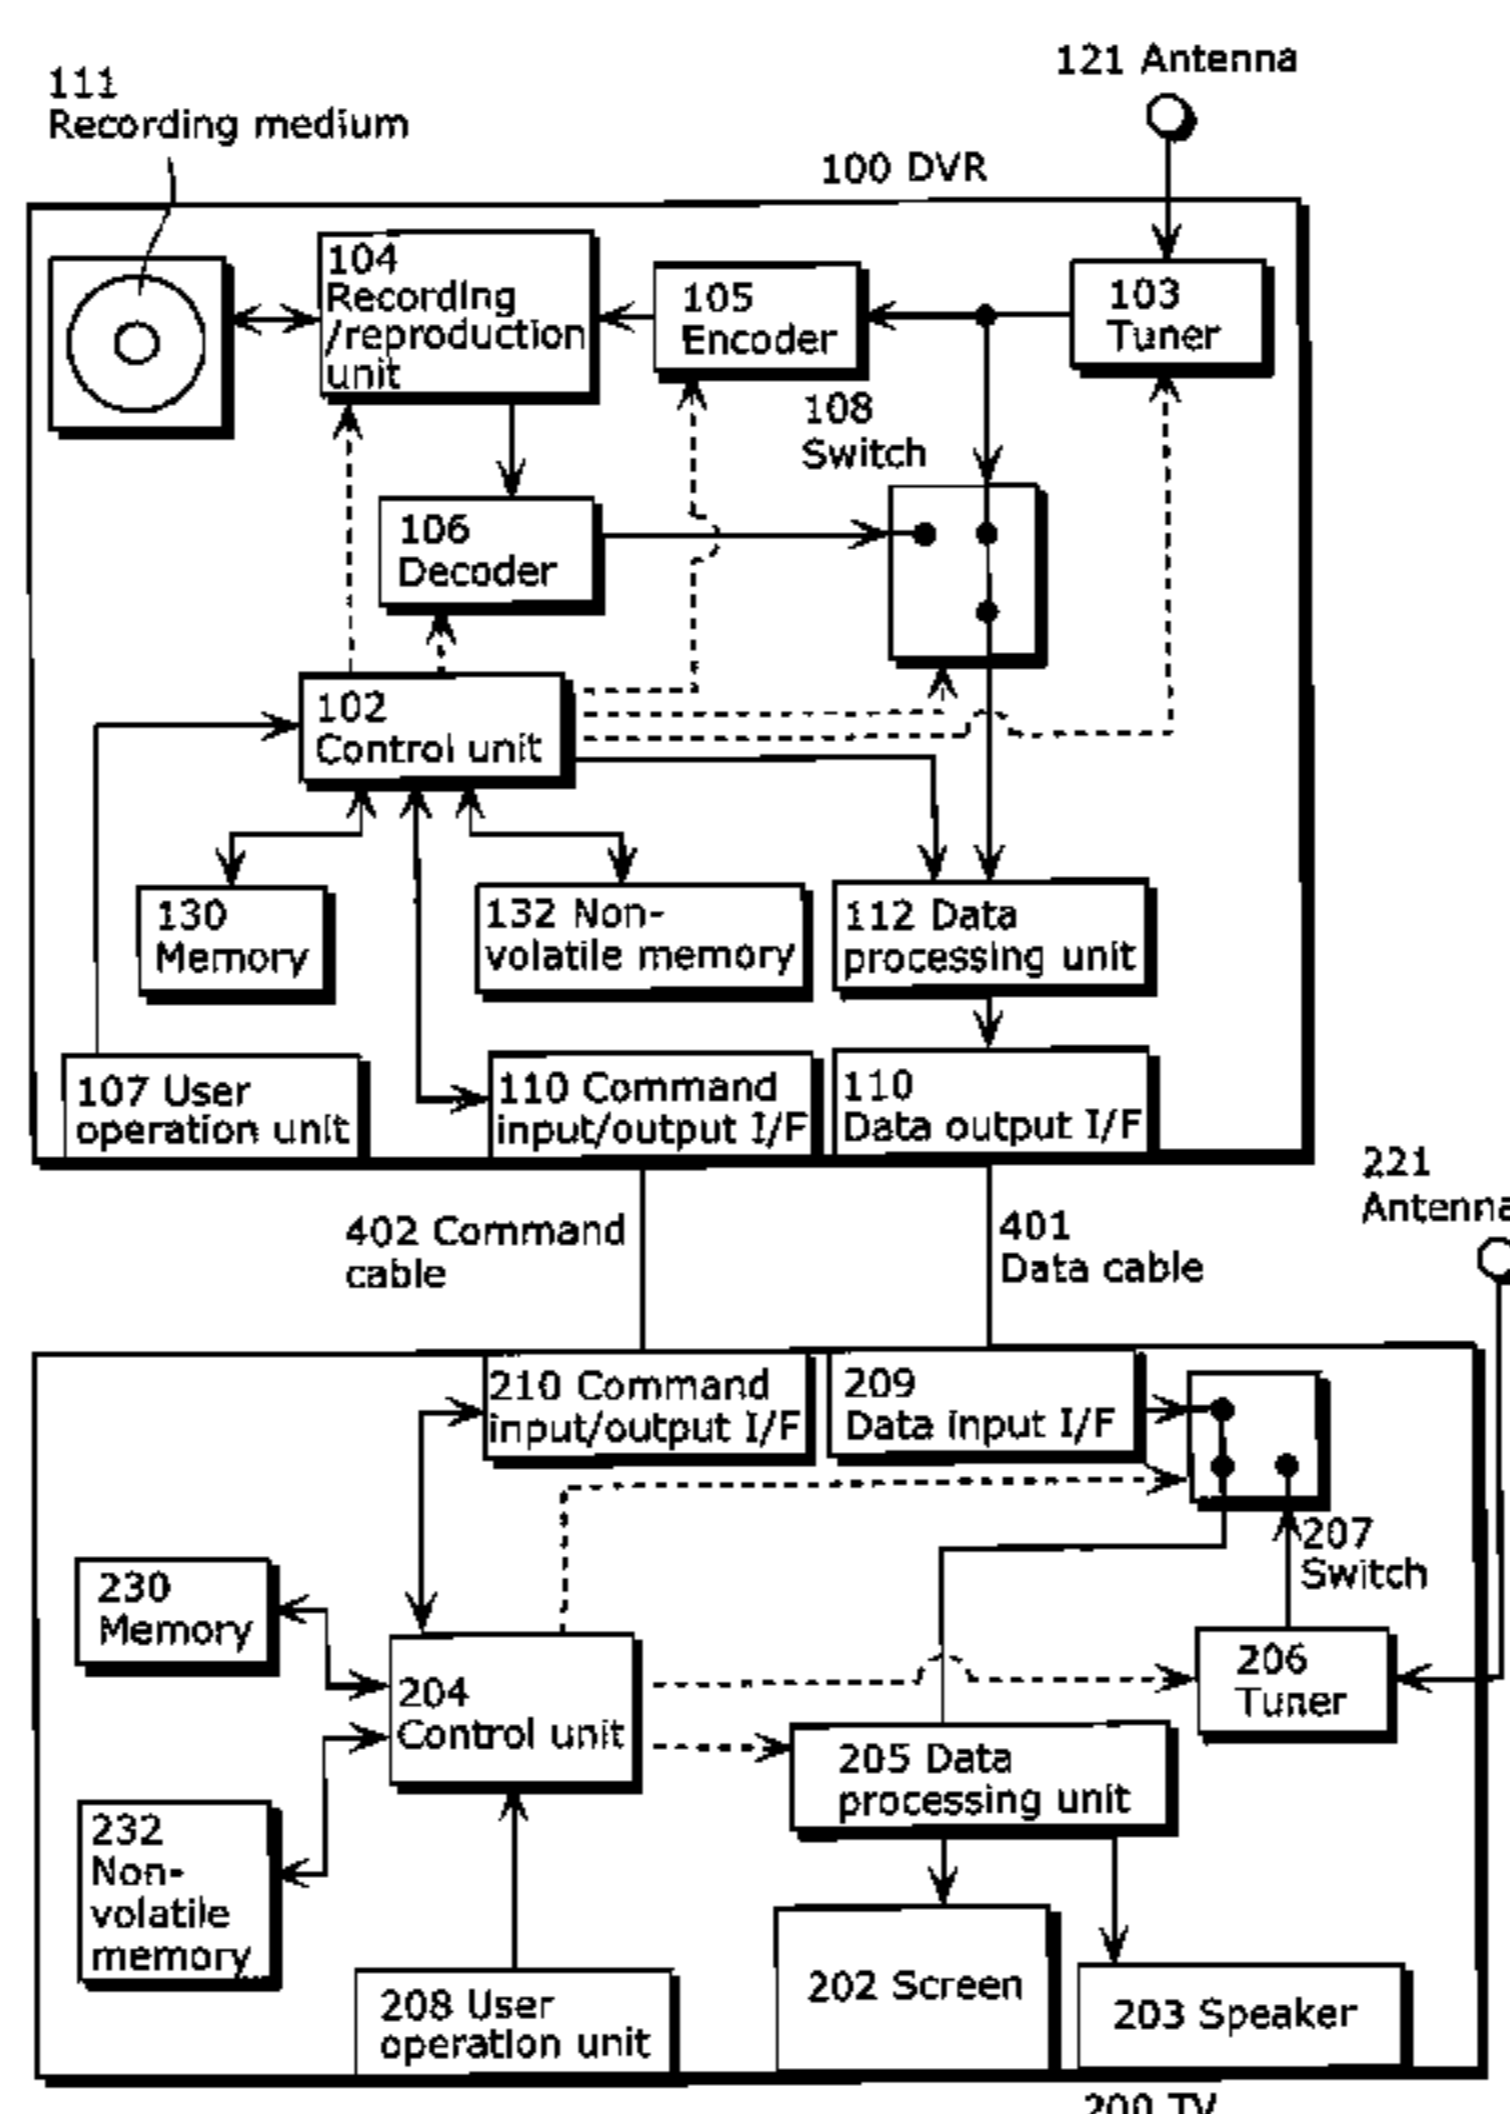 121 Antenna
111
Recording medium
100 DVR
104
Recording
/reproduction
unit
105
Encoder
103
Tuner
108
Switch
106
Decoder
102
Control unit
130
Memory
132 Non-
volatile memory
112 Data
processing unit
107 User
operation unit
110 Command
input/output I/F
110
Data output I/F
221
Antenna
402 Command
cable
401
Data cable
210 Command
input/output I/F
209
Data input I/F
207
Switch
230
Memory
204
Control unit
206
Tuner
205 Data
processing unit
232
Non-
volatile
memory
208 User
operation unit
202 Screen
203 Speaker
200 TV